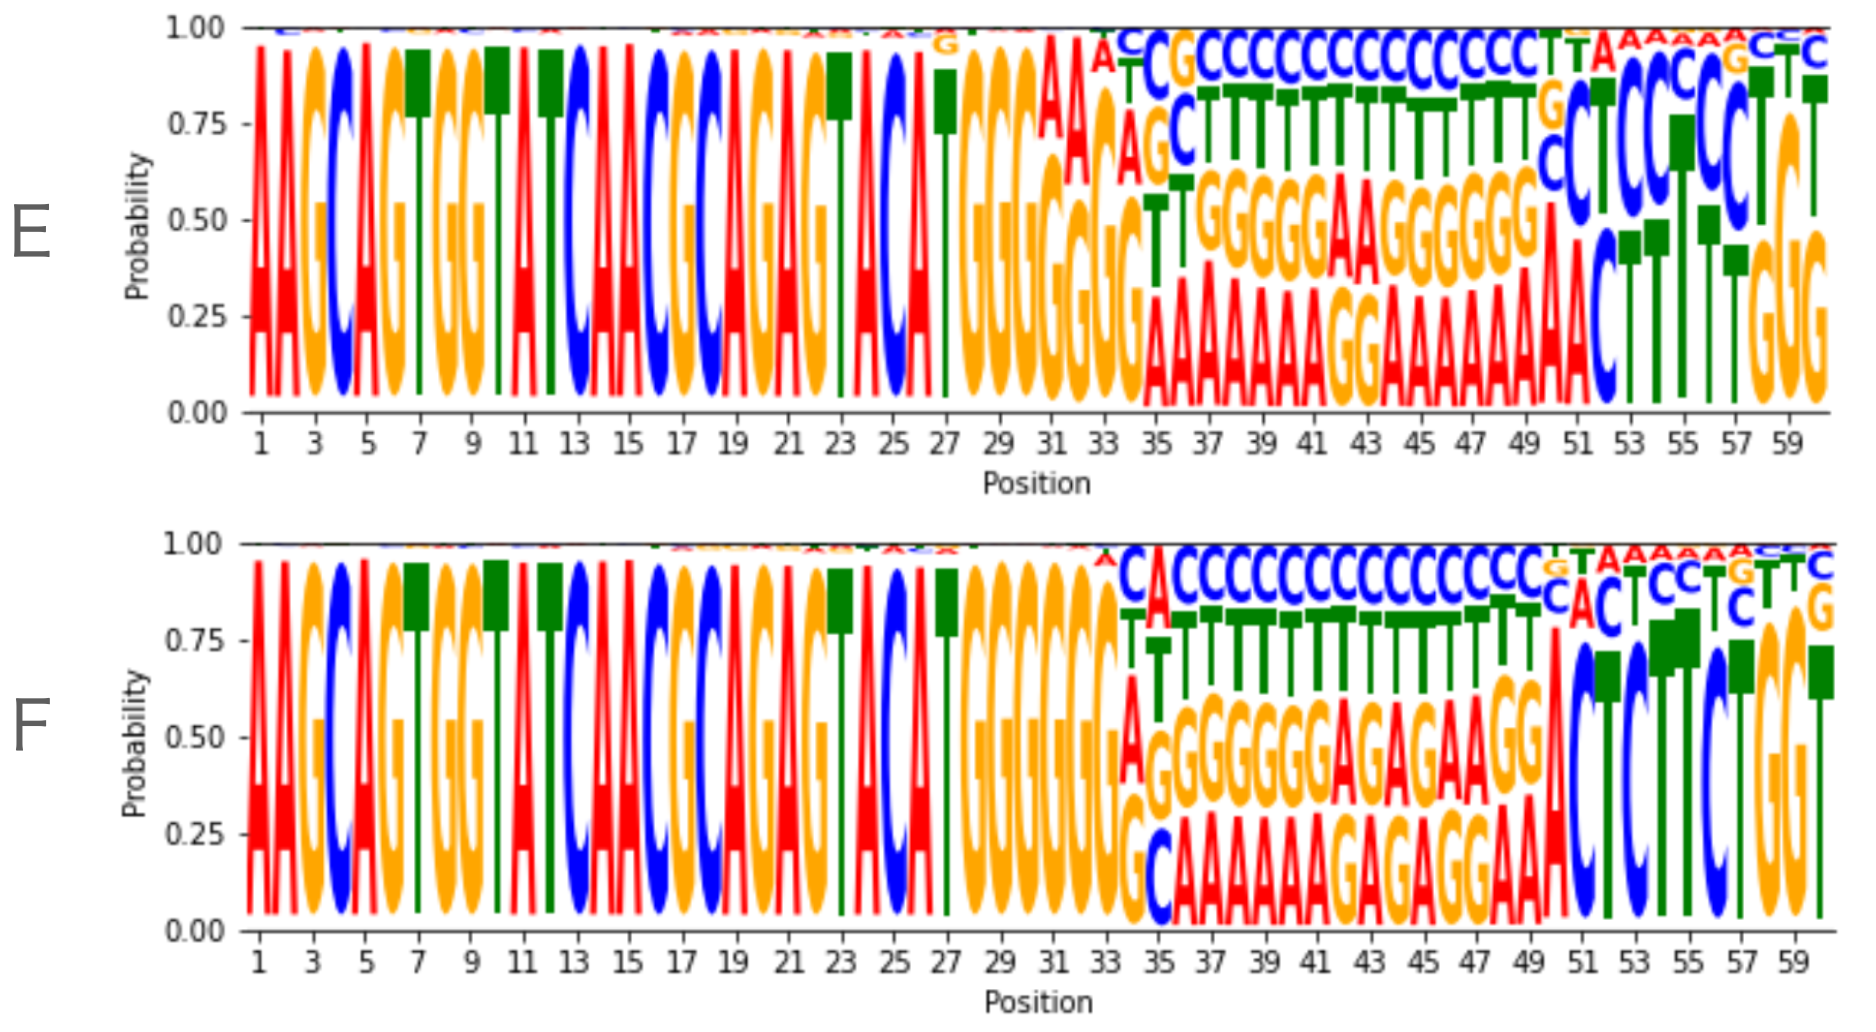 E
Probability
1.00
0.75
0.50
0.25
0.00
AAGCAGTGGTATCAACGCAGAGTACATGGGGGGGAAAAAAAGGAAAAAAAACTTTTTGGG
1 3 5 7 9 11 13 15 17 19 21 23 25 27 29 31 33 35 37 39 41 43 45 47 49 51 53 55 57 59
Position
F
Probability
1.00
0.75
0.50
0.25
0.00
AAGCAGTGGTATCAACGCAGAGTACATGGGGGGGCAAAAAAGAGAGGAAACTCTTCTGGT
1 3 5 7 9 11 13 15 17 19 21 23 25 27 29 31 33 35 37 39 41 43 45 47 49 51 53 55 57 59
Position